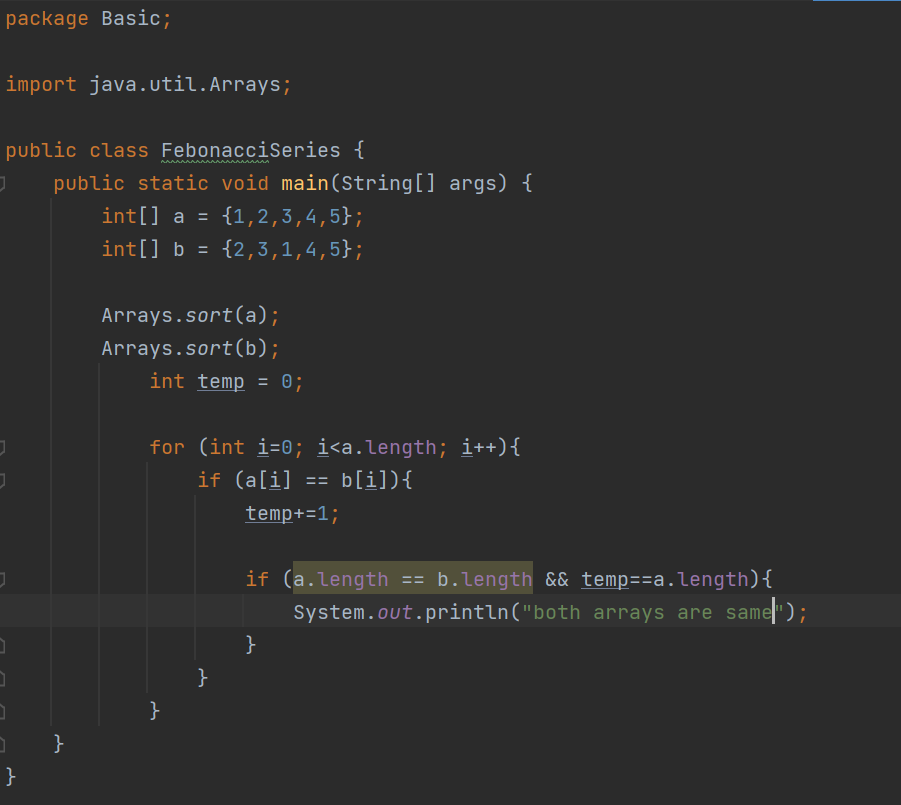 package Basic;
import java.util.Arrays;
public class FebonacciSeries {
public static void main(String[] args) {
int[] a = {1,2,3,4,5};
int[] b = {2,3,1,4,5};
Arrays.sort(a);
Arrays.sort(b);
int temp = 0;
for (int i=0; i<a.length; i++){
if (a[i] == b[i]){
temp+=1;
if (a.length == b.length && temp==a.length){
System.out.println("both arrays are same");
}
}
}
}
}